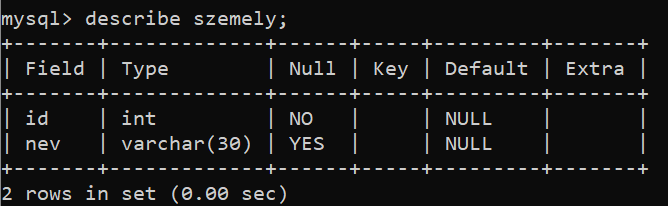 mysql> describe szemely;
+-------+-------------+------+-----+---------+-------+
| Field | Type        | Null | Key | Default | Extra |
+-------+-------------+------+-----+---------+-------+
| id    | int         | NO   |     | NULL    |       |
| nev   | varchar(30) | YES  |     | NULL    |       |
+-------+-------------+------+-----+---------+-------+
2 rows in set (0.00 sec)